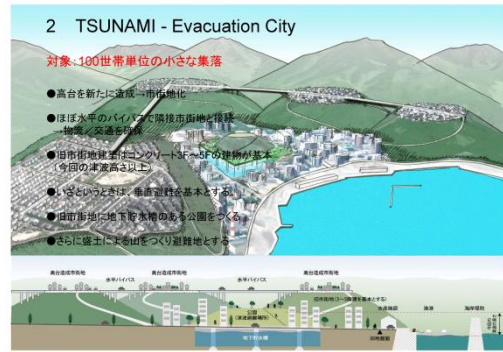 2 TSUNAMI - Evacuation City
対象：100世帯単位の小さな集落
●高台を新たに造成→市街地化
●ほぼ水平のバイパスで隣接市街地と接続
→物流／交通を確保
●旧市街地建堂はコンクリート3F～5Fの建物が基本
（今回の津波高さ以上）
●いざというときは、垂直避難を基本とする
●旧市街地に地下貯水槽のある公園をつくる
●さらに盛土による山をつくり避難地とする
高台造成市街地
水平バイパス
高台造成市街地
水平バイパス
高台造成市街地
公園
地下貯水槽
漁港
海岸堤防